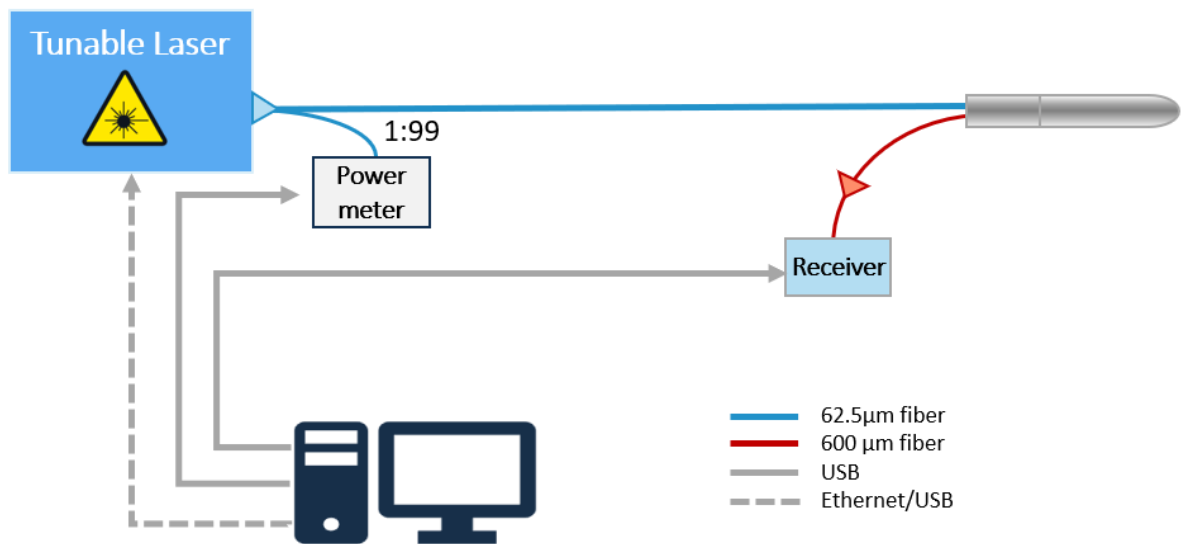 Tunable Laser
1:99
Power
meter
Receiver
62.5µm fiber
600 µm fiber
USB
Ethernet/USB